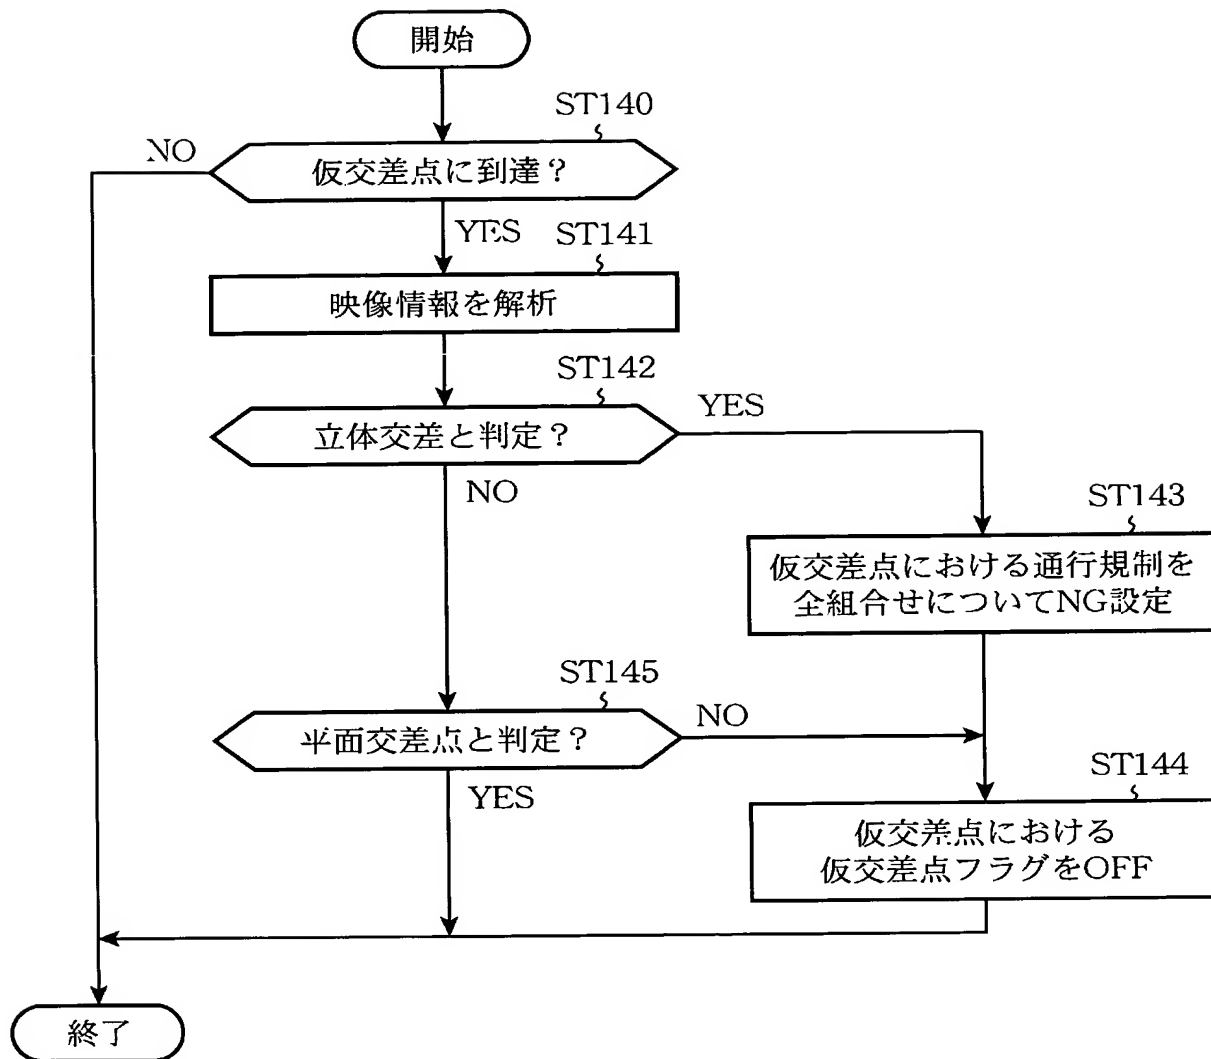 開始
ST140
NO
仮交差点に到達？
YES
ST141
映像情報を解析
ST142
立体交差と判定？
YES
NO
ST143
仮交差点における通行規制を
全組合せについてNG設定
ST145
平面交差点と判定？
NO
YES
ST144
仮交差点における
仮交差点フラグをOFF
終了